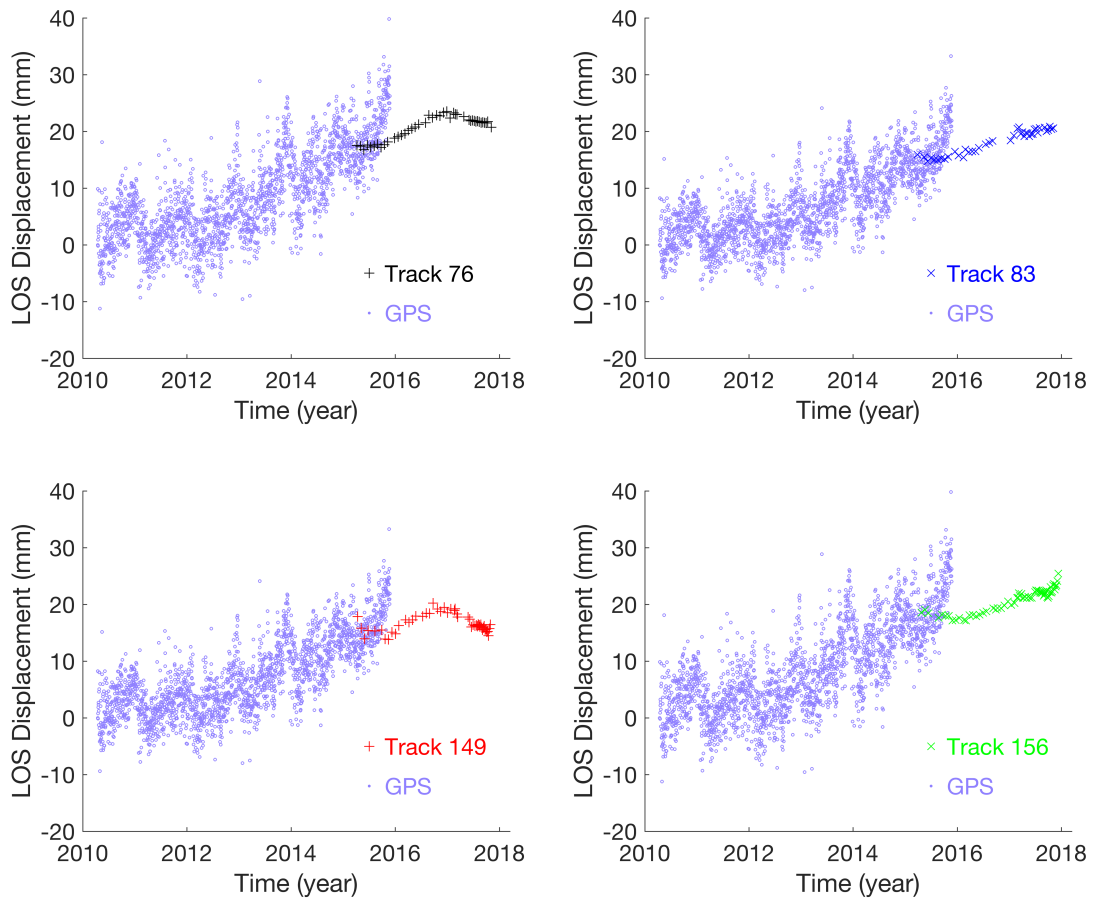 40
30
20
10
0
-10
-20
LOS Displacement (mm)
Track 76
GPS
2010 2012 2014 2016 2018
Time (year)
40
30
20
10
0
-10
-20
LOS Displacement (mm)
Track 83
GPS
2010 2012 2014 2016 2018
Time (year)
40
30
20
10
0
-10
-20
LOS Displacement (mm)
Track 149
GPS
2010 2012 2014 2016 2018
Time (year)
40
30
20
10
0
-10
-20
LOS Displacement (mm)
Track 156
GPS
2010 2012 2014 2016 2018
Time (year)